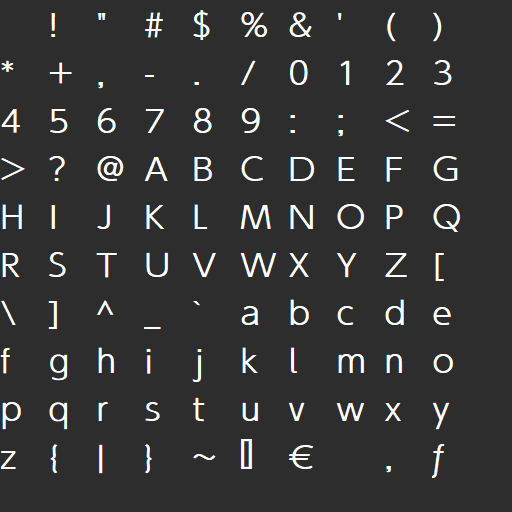 ! " # $ % & ' ( )
* + , - . / 0 1 2 3
4 5 6 7 8 9 : ; < =
> ? @ A B C D E F G
H I J K L M N O P Q
R S T U V W X Y Z [
\ ] ^ _ ` a b c d e
f g h i j k l m n o
p q r s t u v w x y
z { | } ~ [] € , ƒ